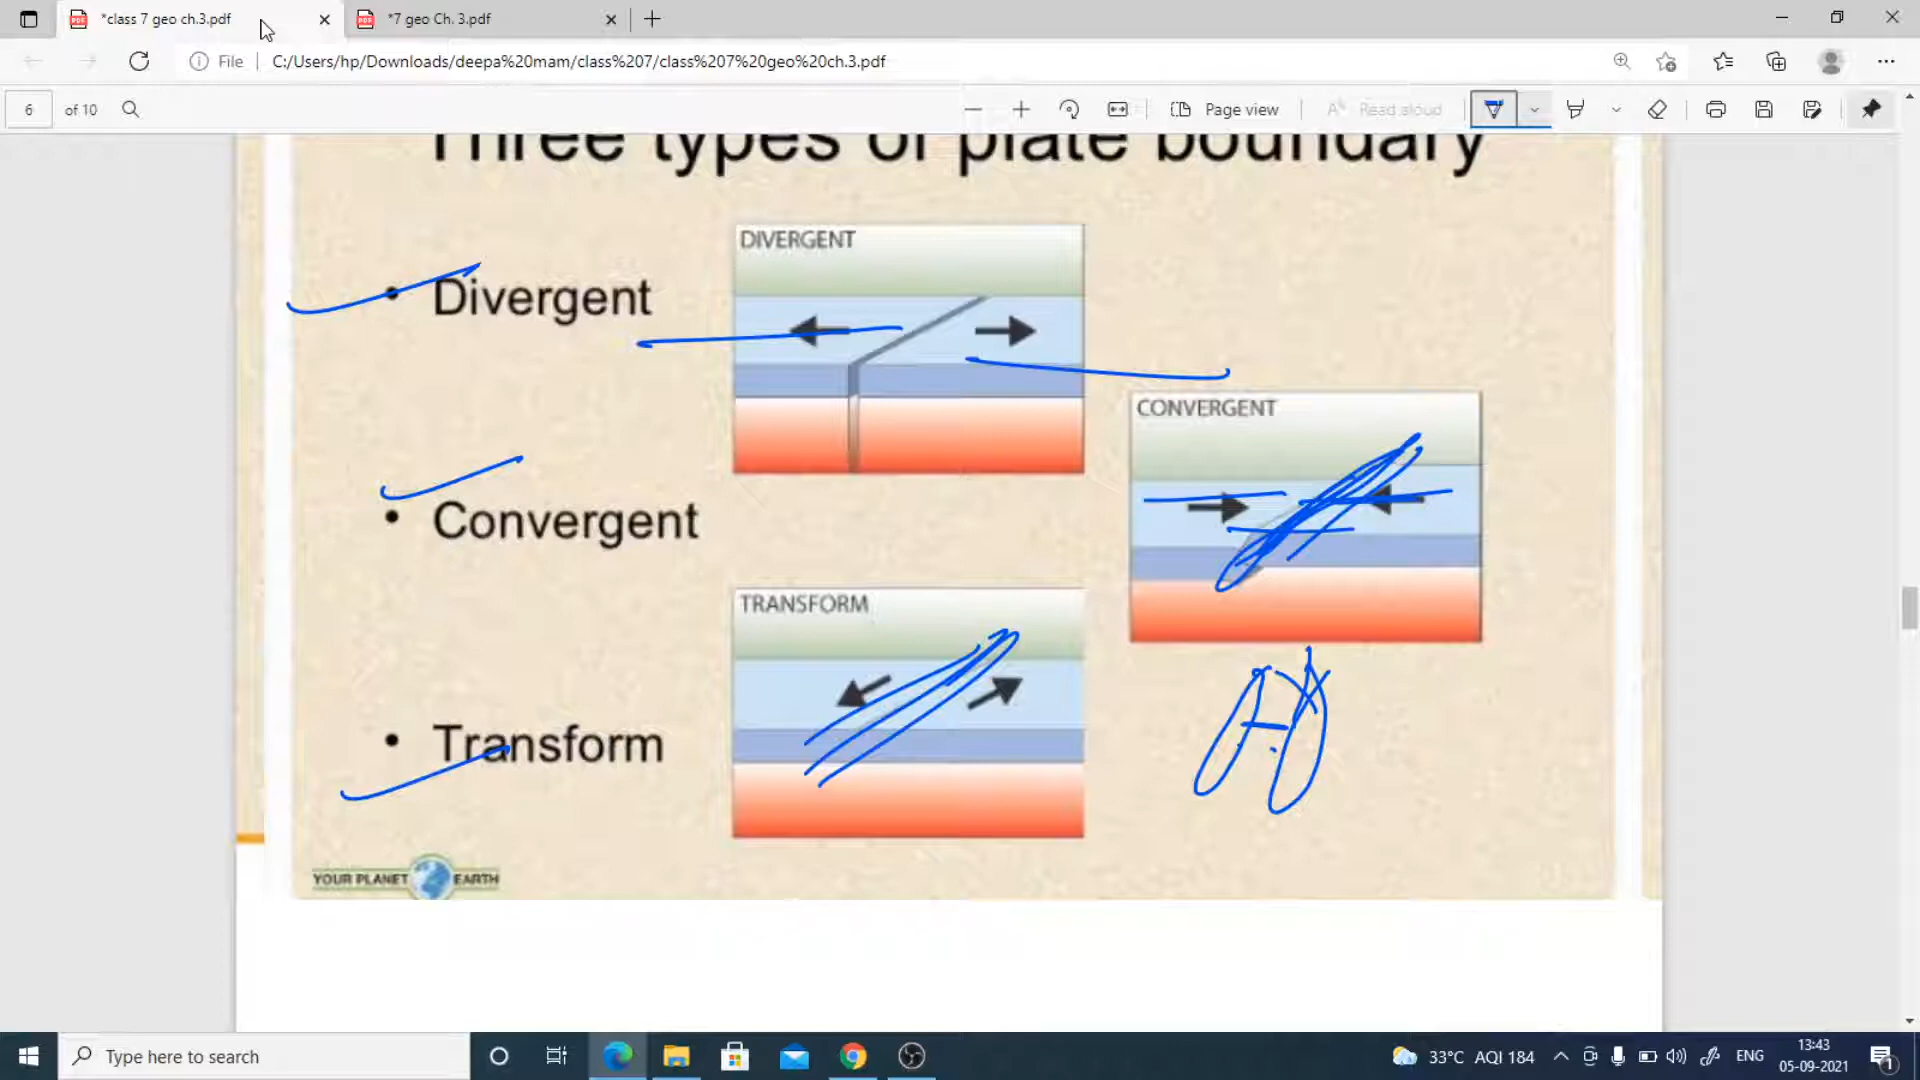 *class 7 geo ch.3.pdf
*7 geo Ch. 3.pdf
File
C:/Users/hp/Downloads/deepa%20mam/class%207/class%207%20geo%20ch.3.pdf
6 of 10
Page view
Read aloud
Three types of plate boundary
DIVERGENT
• Divergent
CONVERGENT
• Convergent
TRANSFORM
• Transform
YOUR PLANET EARTH
Type here to search
33°C AQI 184
ENG
13:43
05-09-2021
1